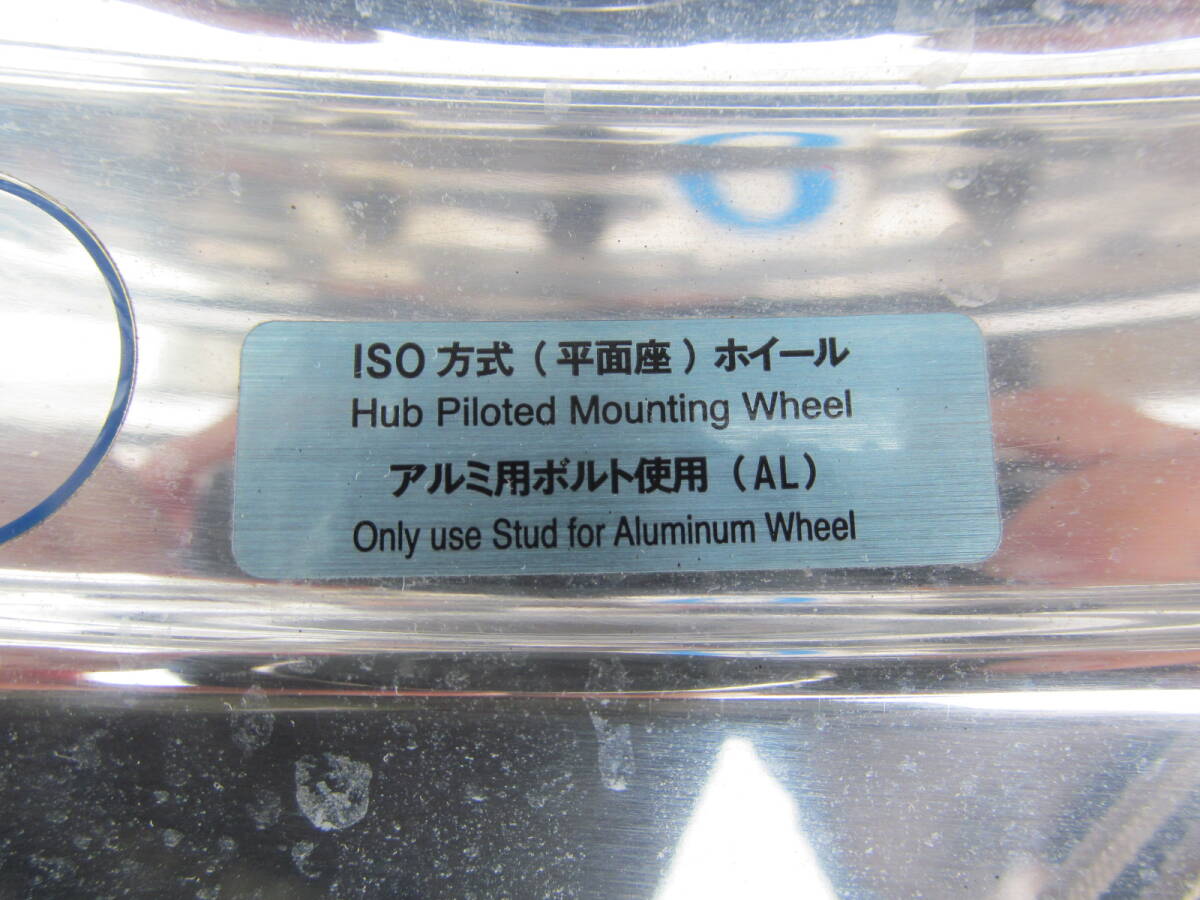 ISO 方式 ( 平面座 ) ホイール
Hub Piloted Mounting Wheel
アルミ用ボルト使用 (AL)
Only use Stud for Aluminum Wheel